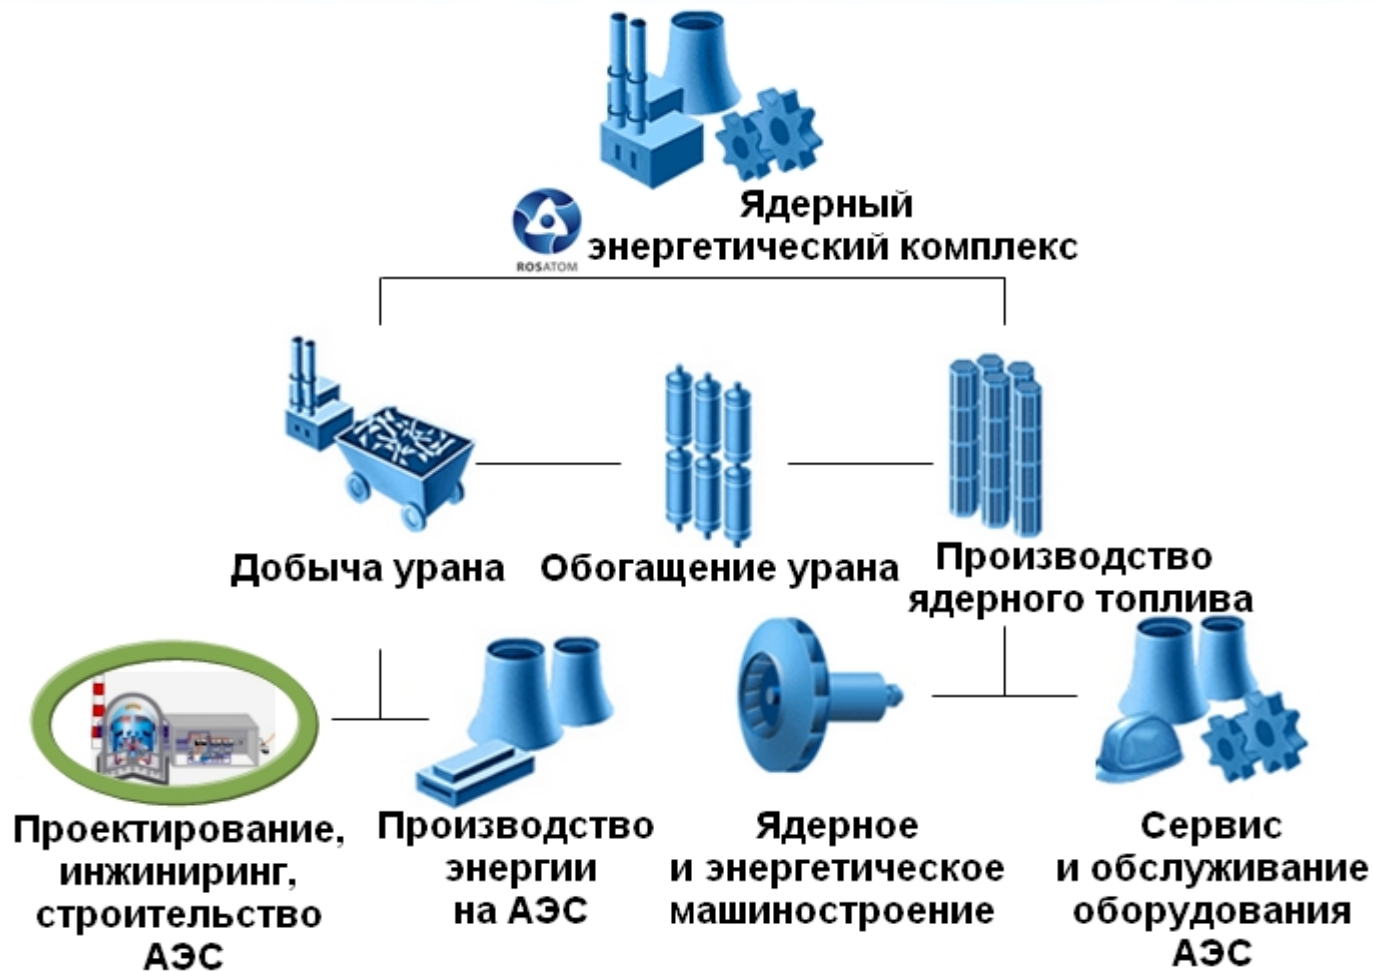 Ядерный
энергетический комплекс
ROSATOM
Добыча урана
Обогащение урана
Производство
ядерного топлива
Проектирование,
инжиниринг,
строительство
АЭС
Производство
энергии
на АЭС
Ядерное
и энергетическое
машиностроение
Сервис
и обслуживание
оборудования
АЭС